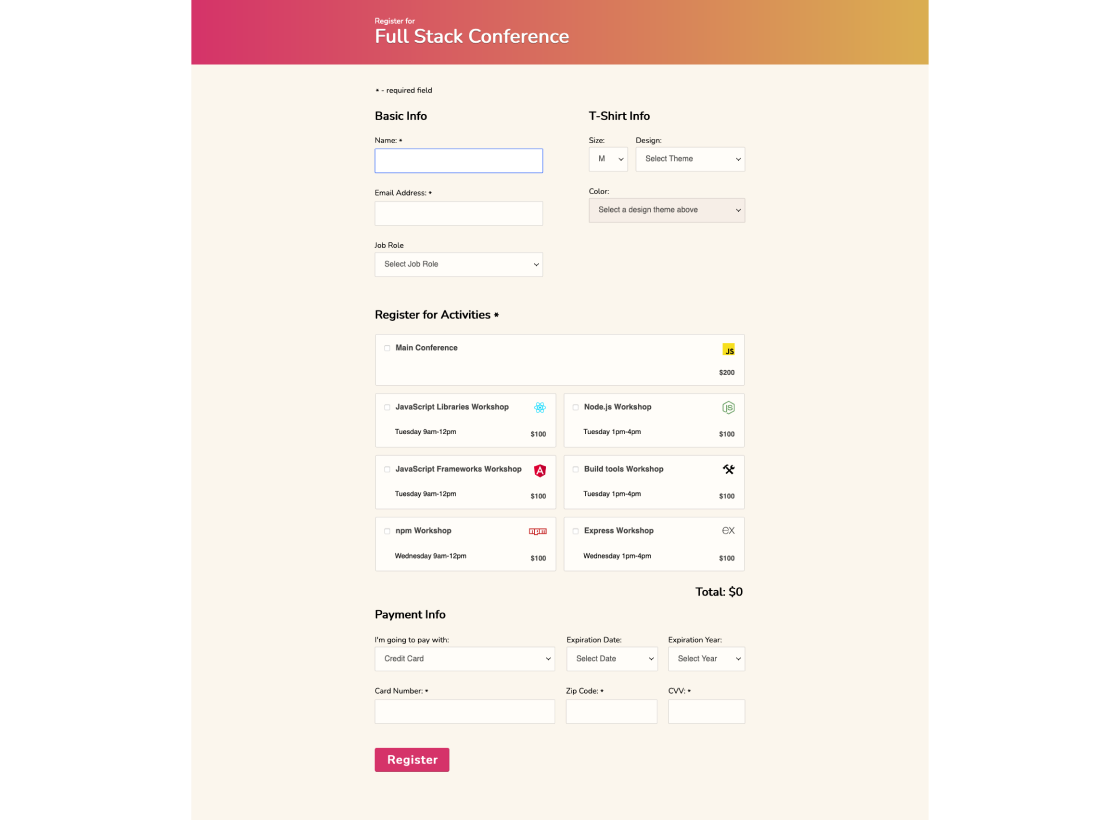 Register for
Full Stack Conference
* - required field
Basic Info
Name: *
Email Address: *
Job Role
Select Job Role
T-Shirt Info
Size: Design:
M Select Theme
Color:
Select a design theme above
Register for Activities *
Main Conference
JS
$200
JavaScript Libraries Workshop
Tuesday 9am-12pm
$100
Node.js Workshop
JS
Tuesday 1pm-4pm
$100
JavaScript Frameworks Workshop
A
Tuesday 9am-12pm
$100
Build tools Workshop
Tuesday 1pm-4pm
$100
npm Workshop
npm
Wednesday 9am-12pm
$100
Express Workshop
ex
Wednesday 1pm-4pm
$100
Total: $0
Payment Info
I'm going to pay with: Expiration Date: Expiration Year:
Credit Card Select Date Select Year
Card Number: * Zip Code: * CVV: *
Register